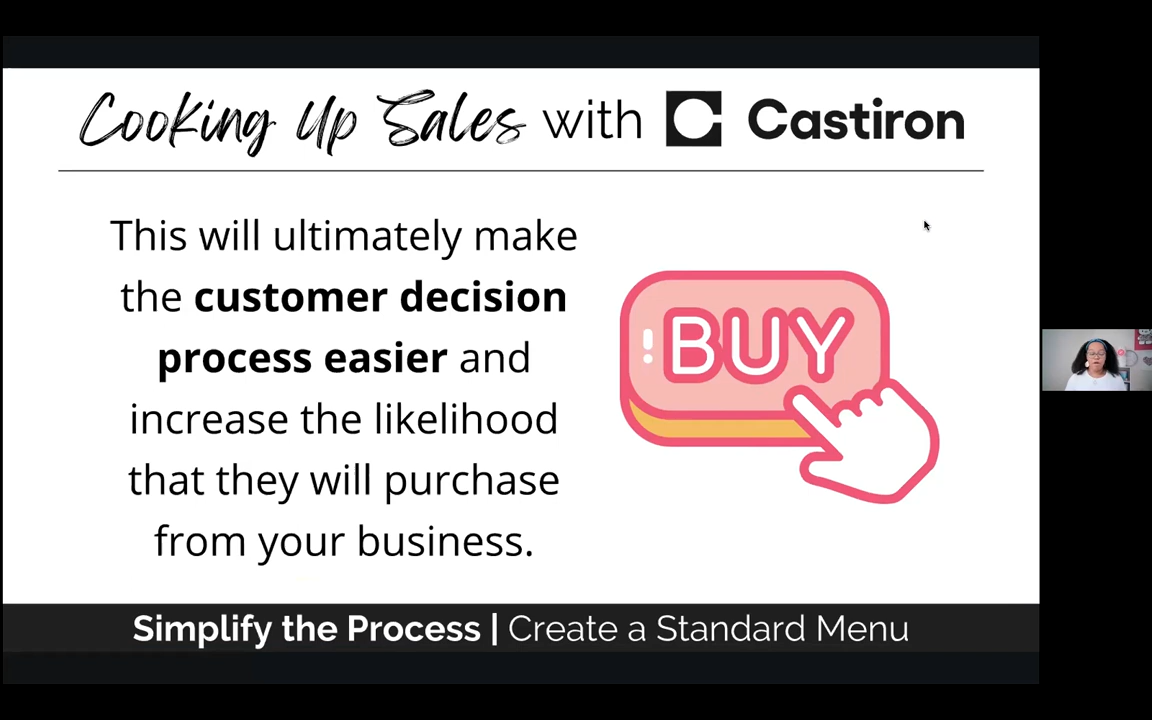 Cooking Up Sales with Castiron
This will ultimately make
the customer decision
process easier and
increase the likelihood
that they will purchase
from your business.
! BUY
Simplify the Process | Create a Standard Menu